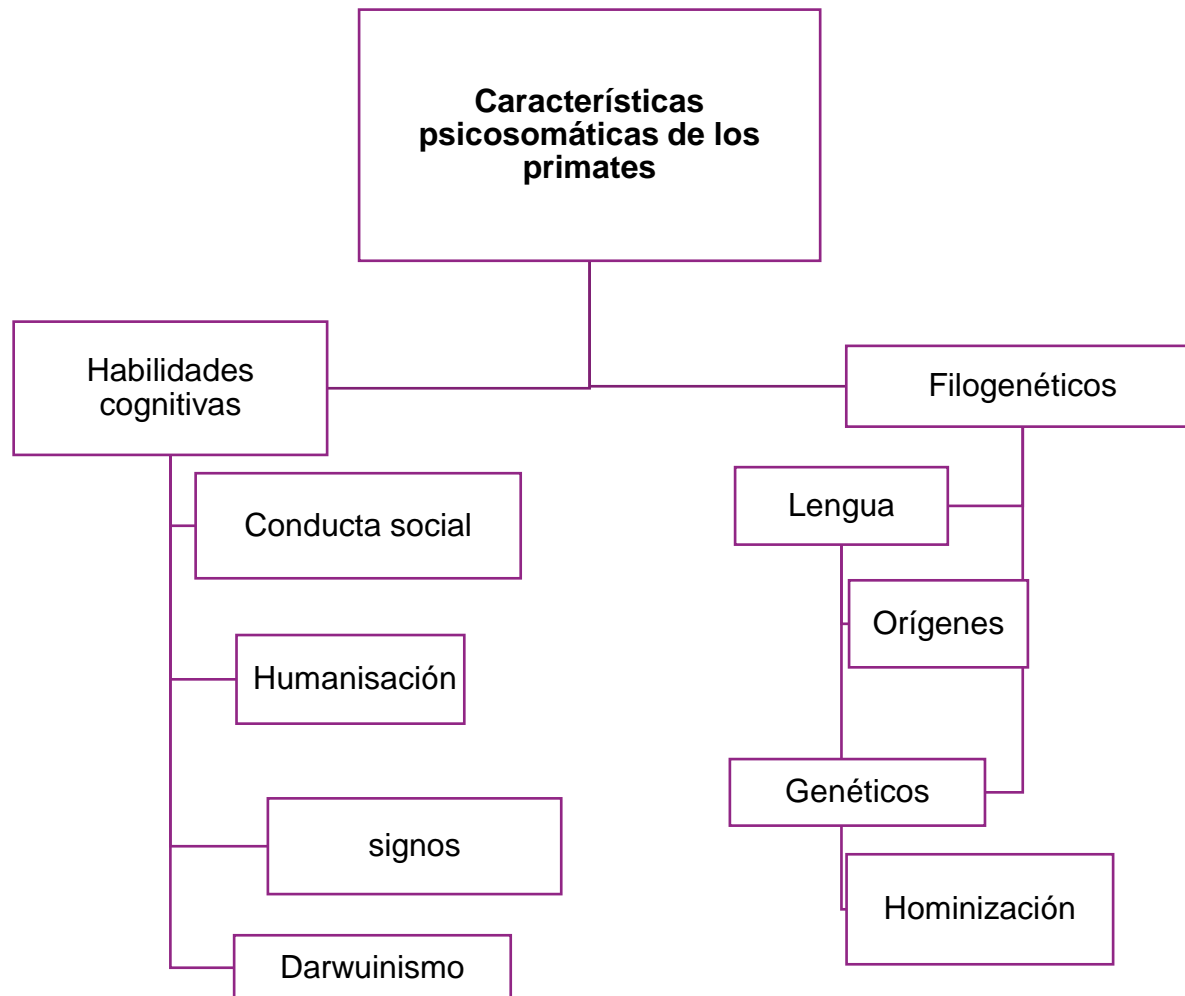 Características
psicosomáticas de los
primates
Habilidades
cognitivas
Conducta social
Humanisación
signos
Darwuinismo
Filogenéticos
Lengua
Orígenes
Genéticos
Hominización